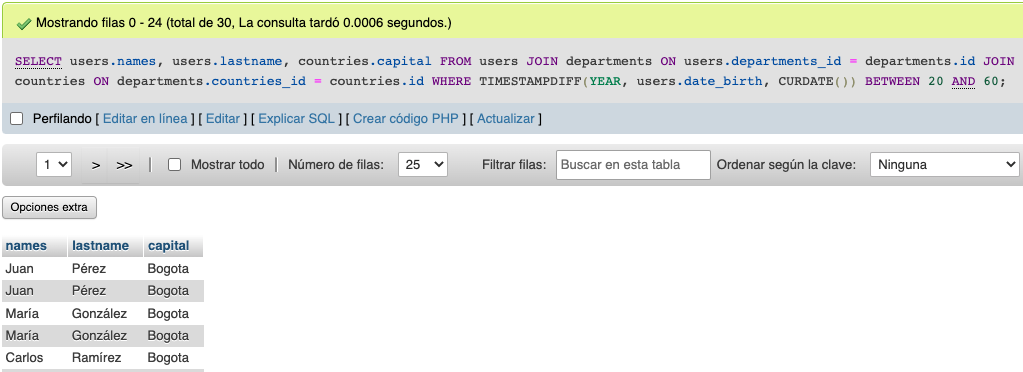 Mostrando filas 0 - 24 (total de 30, La consulta tardó 0.0006 segundos.)
SELECT users.names, users.lastname, countries.capital FROM users JOIN departments ON users.departments_id = departments.id JOIN
countries ON departments.countries_id = countries.id WHERE TIMESTAMPDIFF(YEAR, users.date_birth, CURDATE()) BETWEEN 20 AND 60;
Perfilando [ Editar en línea ] [ Editar ] [ Explicar SQL ] [ Crear código PHP ] [ Actualizar ]
1 > >> | Mostrar todo | Número de filas: 25 Filtrar filas: Buscar en esta tabla Ordenar según la clave: Ninguna
Opciones extra
names lastname capital
Juan Pérez Bogota
Juan Pérez Bogota
María González Bogota
María González Bogota
Carlos Ramírez Bogota